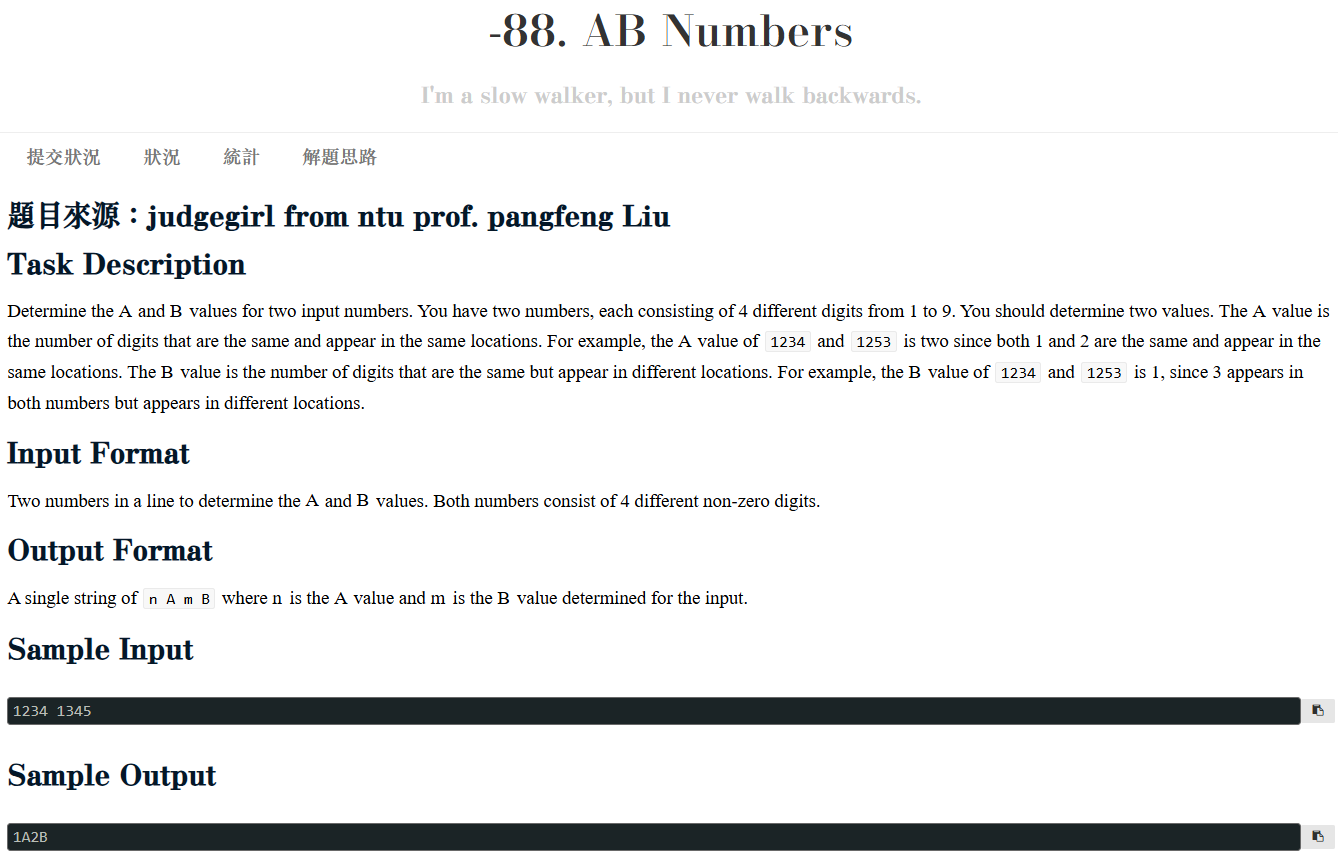 -88. AB Numbers
I'm a slow walker, but I never walk backwards.
提交狀況 狀況 統計 解題思路
題目來源：judgegirl from ntu prof. pangfeng Liu
Task Description
Determine the A and B values for two input numbers. You have two numbers, each consisting of 4 different digits from 1 to 9. You should determine two values. The A value is
the number of digits that are the same and appear in the same locations. For example, the A value of 1234 and 1253 is two since both 1 and 2 are the same and appear in the
same locations. The B value is the number of digits that are the same but appear in different locations. For example, the B value of 1234 and 1253 is 1, since 3 appears in
both numbers but appears in different locations.
Input Format
Two numbers in a line to determine the A and B values. Both numbers consist of 4 different non-zero digits.
Output Format
A single string of n A m B where n is the A value and m is the B value determined for the input.
Sample Input
1234 1345
Sample Output
1A2B